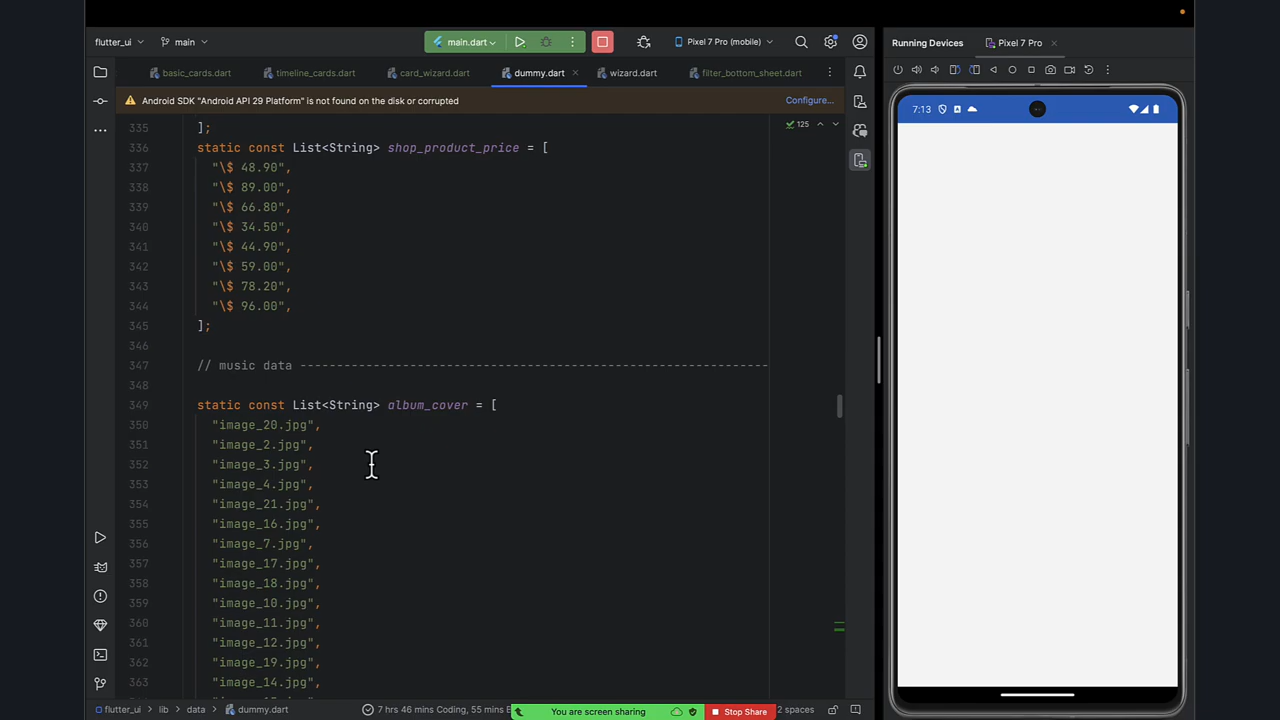 flutter_ui
main
main.dart
Pixel 7 Pro (mobile)
Running Devices
Pixel 7 Pro
basic_cards.dart
timeline_cards.dart
card_wizard.dart
dummy.dart
wizard.dart
filter_bottom_sheet.dart
Android SDK "Android API 29 Platform" is not found on the disk or corrupted
Configure...
7:13
125
335 ];
336 static const List<String> shop_product_price = [
337 "\$ 48.90",
338 "\$ 89.00",
339 "\$ 66.80",
340 "\$ 34.50",
341 "\$ 44.90",
342 "\$ 59.00",
343 "\$ 78.20",
344 "\$ 96.00",
345 ];
346
347 // music data ----------------------------------------------------------------
348
349 static const List<String> album_cover = [
350 "image_20.jpg",
351 "image_2.jpg",
352 "image_3.jpg",
353 "image_4.jpg",
354 "image_21.jpg",
355 "image_16.jpg",
356 "image_7.jpg",
357 "image_17.jpg",
358 "image_18.jpg",
359 "image_10.jpg",
360 "image_11.jpg",
361 "image_12.jpg",
362 "image_19.jpg",
363 "image_14.jpg",
flutter_ui > lib > data > dummy.dart
7 hrs 46 mins Coding, 55 mins
You are screen sharing
Stop Share
2 spaces